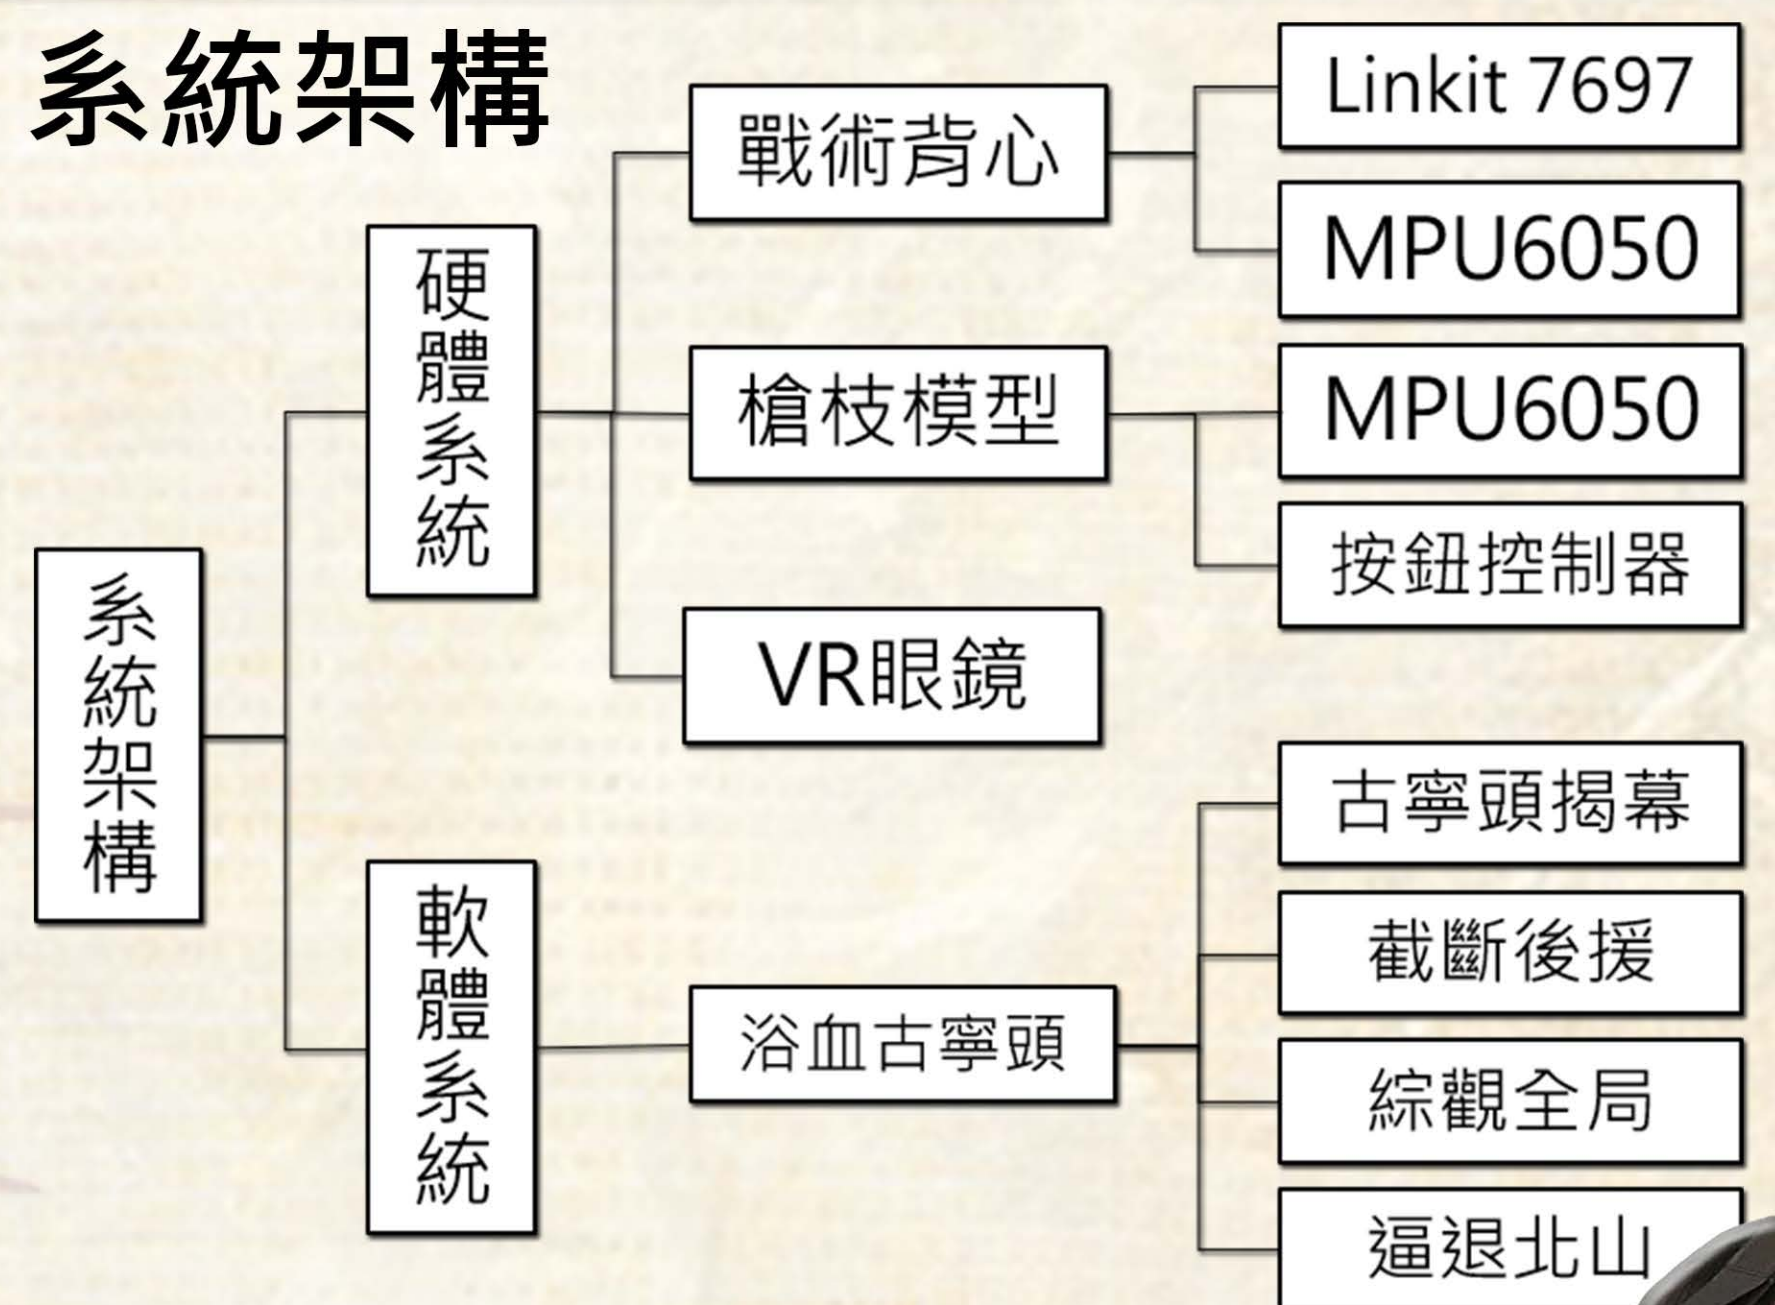 系統架構
系統架構
硬體系統
戰術背心
Linkit 7697
MPU6050
槍枝模型
MPU6050
按鈕控制器
VR眼鏡
軟體系統
浴血古寧頭
古寧頭揭幕
截斷後援
綜觀全局
逼退北山